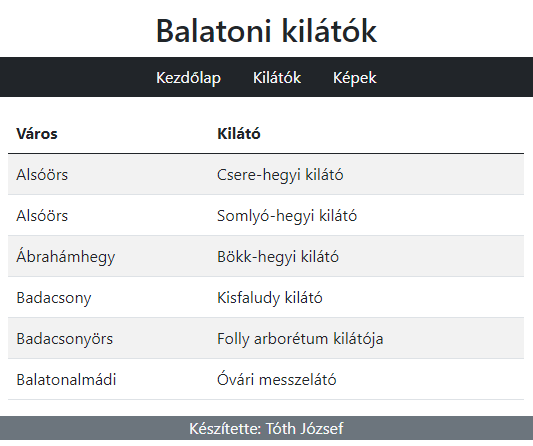 Balatoni kilátók
Kezdőlap Kilátók Képek
Város Kilátó
Alsóörs Csere-hegyi kilátó
Alsóörs Somlyó-hegyi kilátó
Ábrahámhegy Bökk-hegyi kilátó
Badacsony Kisfaludy kilátó
Badacsonyörs Folly arborétum kilátója
Balatonalmádi Óvári messzelátó
Készítette: Tóth József